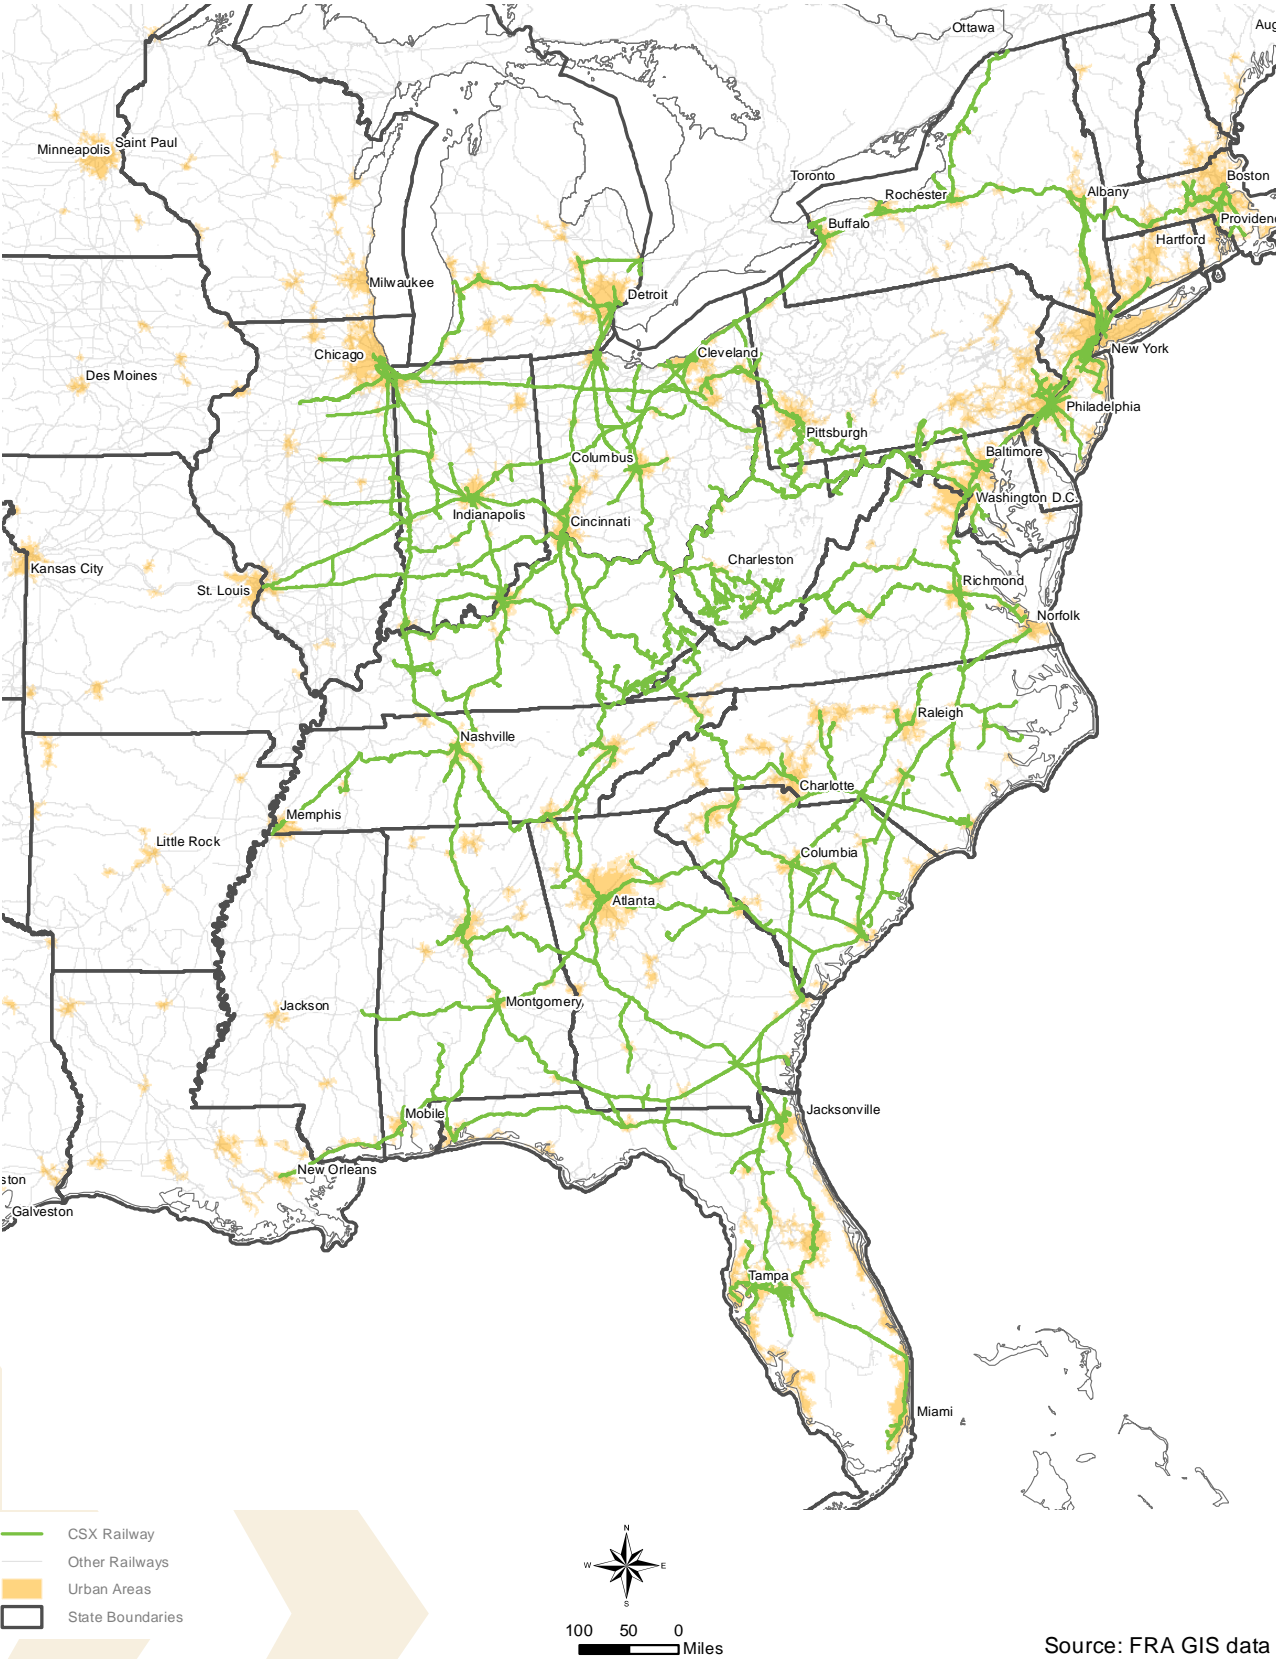 Ottawa
Aug
Minneapolis
Saint Paul
Toronto
Rochester
Albany
Boston
Buffalo
Providen
Hartford
Milwaukee
Detroit
Chicago
Cleveland
New York
Des Moines
Philadelphia
Pittsburgh
Columbus
Baltimore
Washington D.C.
Indianapolis
Cincinnati
Kansas City
Charleston
St. Louis
Richmond
Norfolk
Raleigh
Nashville
Charlotte
Memphis
Little Rock
Columbia
Atlanta
Jackson
Montgomery
Mobile
Jacksonville
New Orleans
ston
Galveston
Tampa
Miami
CSX Railway
Other Railways
Urban Areas
State Boundaries
N
W E
S
100 50 0
Miles
Source: FRA GIS data